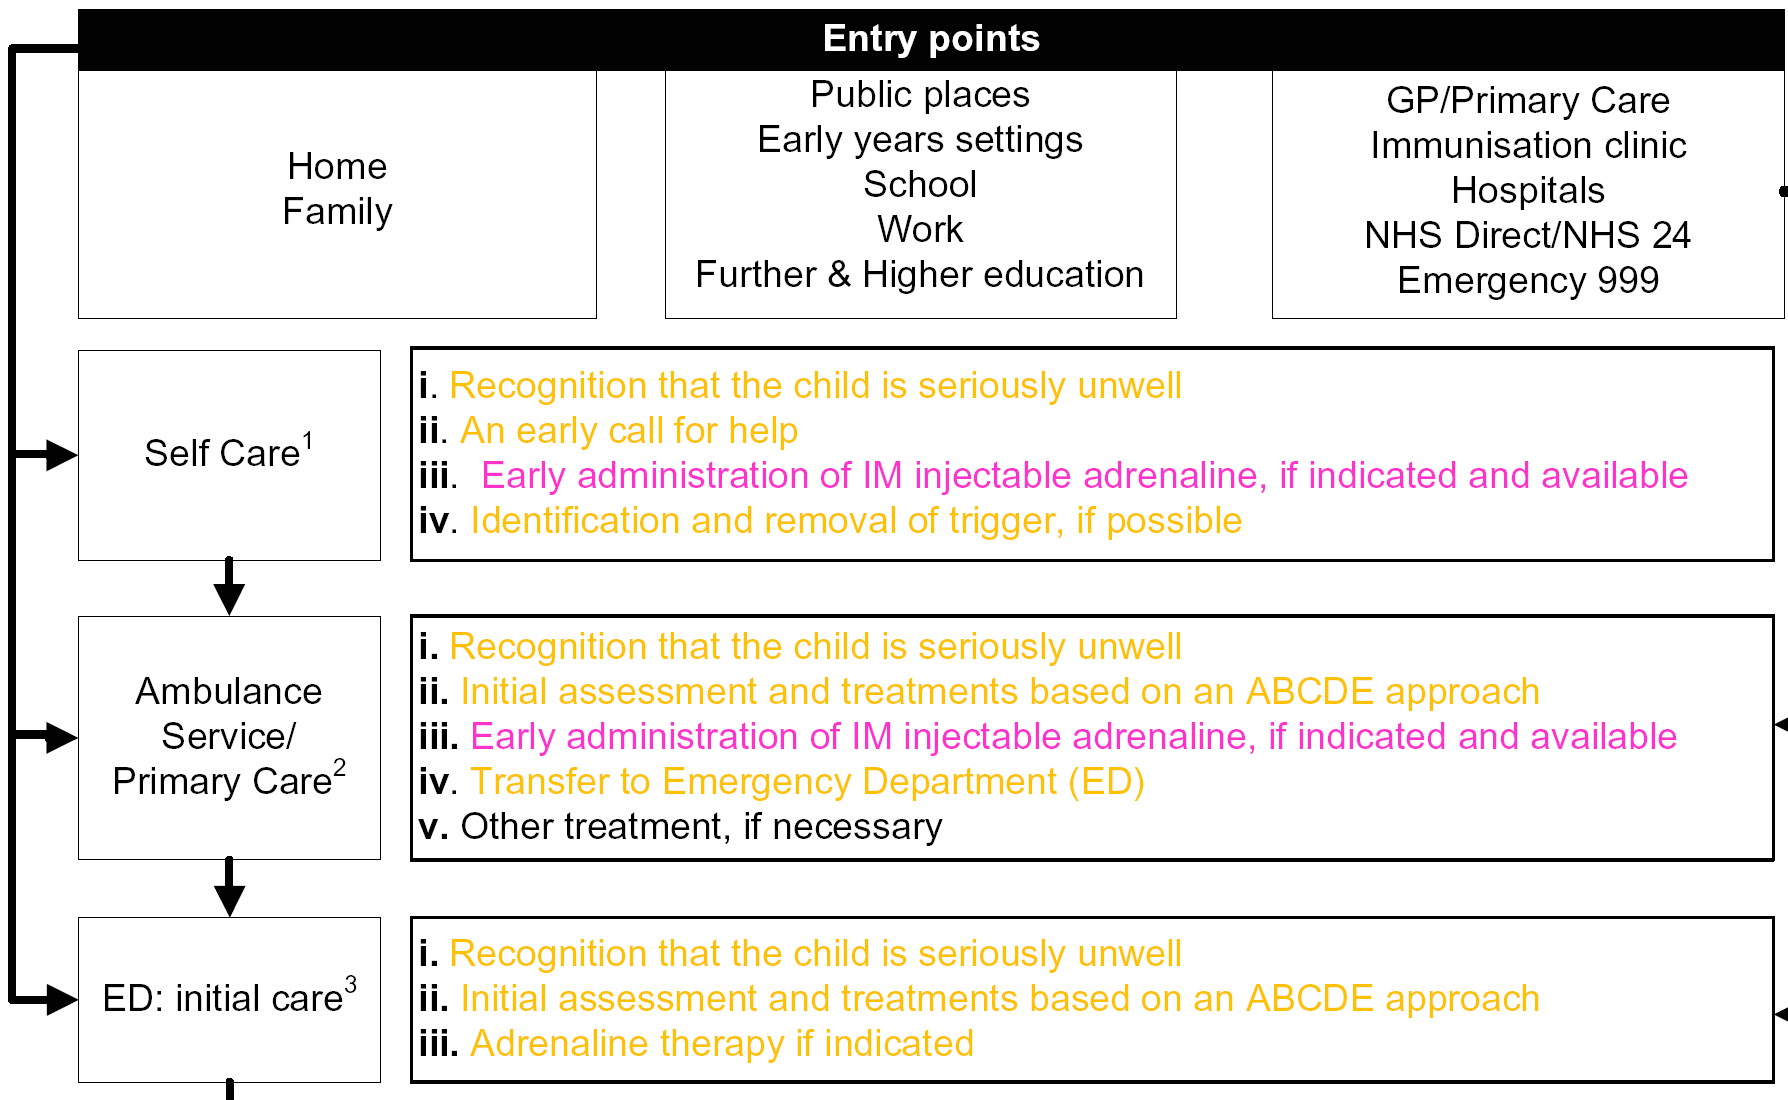 Entry points
Home
Family
Public places
Early years settings
School
Work
Further & Higher education
GP/Primary Care
Immunisation clinic
Hospitals
NHS Direct/NHS 24
Emergency 999
Self Care1
i. Recognition that the child is seriously unwell
ii. An early call for help
iii. Early administration of IM injectable adrenaline, if indicated and available
iv. Identification and removal of trigger, if possible
Ambulance
Service/
Primary Care2
i. Recognition that the child is seriously unwell
ii. Initial assessment and treatments based on an ABCDE approach
iii. Early administration of IM injectable adrenaline, if indicated and available
iv. Transfer to Emergency Department (ED)
v. Other treatment, if necessary
ED: initial care3
i. Recognition that the child is seriously unwell
ii. Initial assessment and treatments based on an ABCDE approach
iii. Adrenaline therapy if indicated